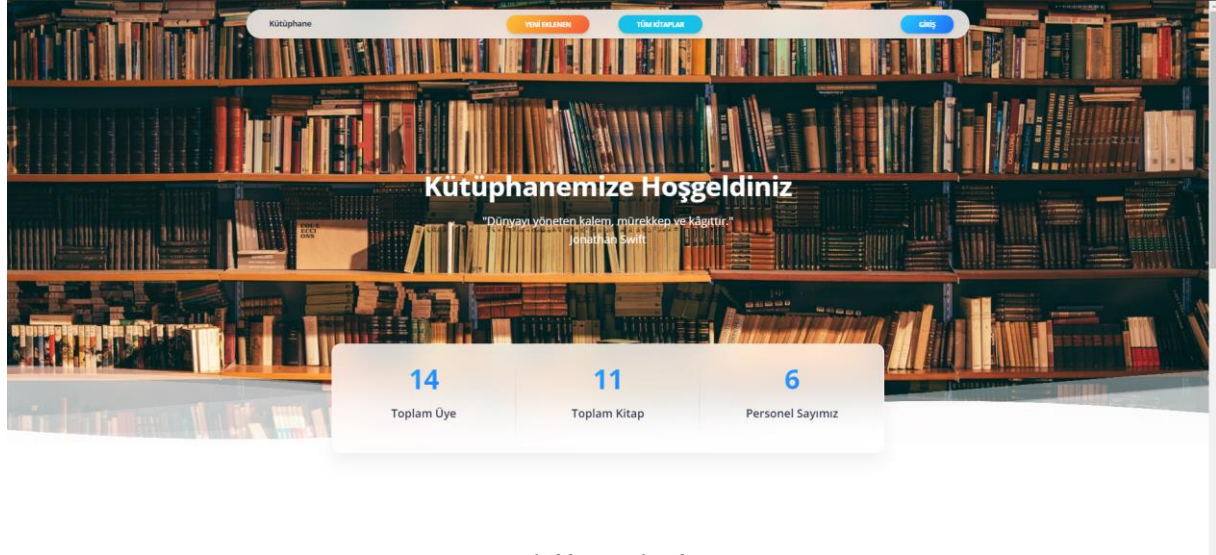 Kütüphane
YENİ EKLENEN
TÜM KİTAPLAR
GİRİŞ
Kütüphanemize Hoşgeldiniz
"Dünyayı yöneten kalem, mürekkep ve kâğıttır."
Jonathan Swift
14
11
6
Toplam Üye
Toplam Kitap
Personel Sayımız